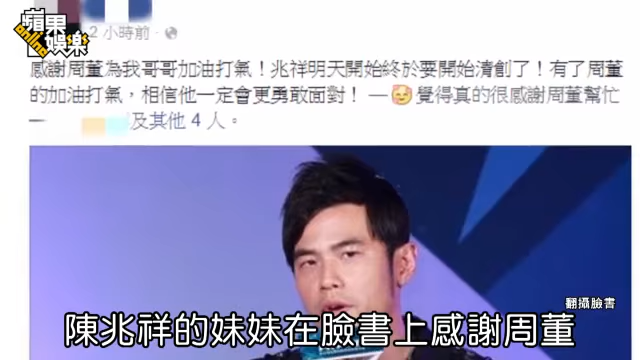 蘋果
online
娛樂
2 小時前
感謝周董為我哥哥加油打氣！兆祥明天開始終於要開始清創了！有了周董
的加油打氣，相信他一定會更勇敢面對！ — 覺得真的很感謝周董幫忙
—及其他 4 人。
翻攝臉書
陳兆祥的妹妹在臉書上感謝周董